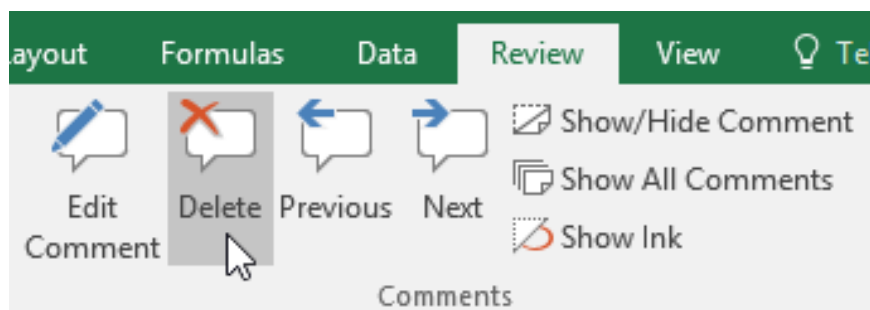 ayout Formulas Data Review View Te
Edit Comment
Delete
Previous
Next
Show/Hide Comment
Show All Comments
Show Ink
Comments